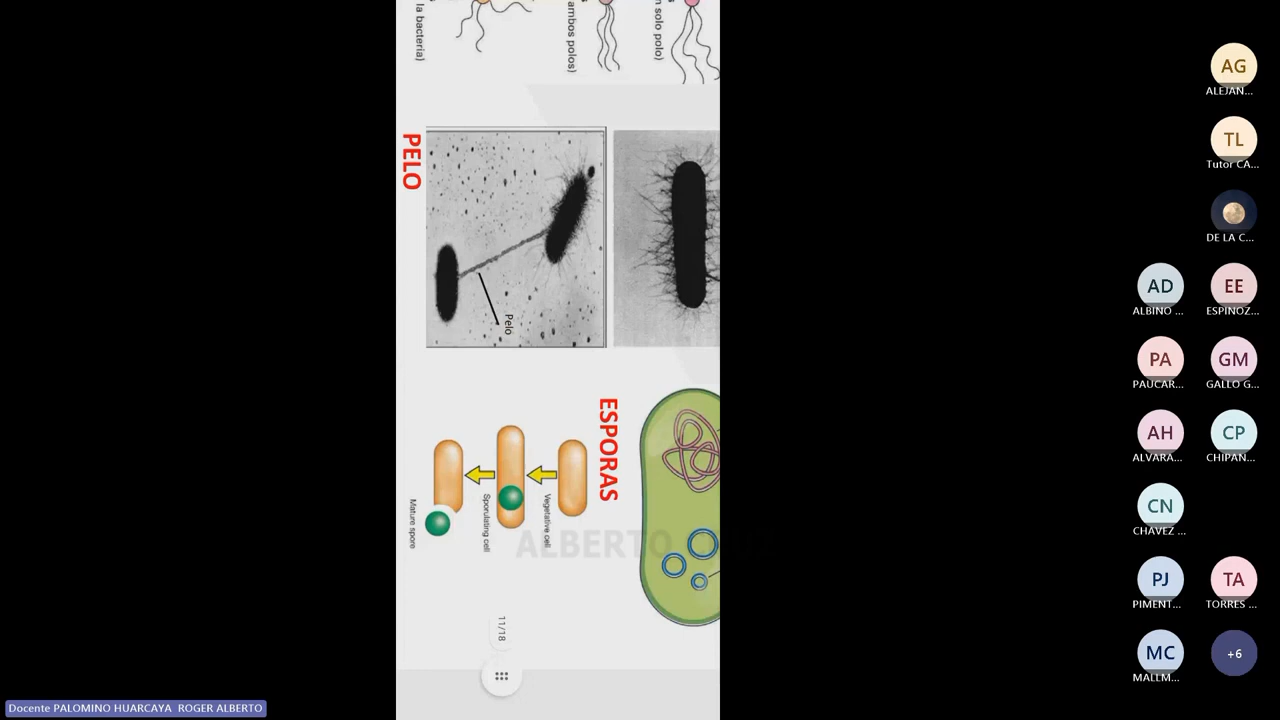 la bacteria)
ambos polos)
n solo polo)
PELO
Pelo
ESPORAS
Vegetative cell
Sporulating cell
Mature spore
11/18
AG
ALEJAN...
TL
Tutor CA...
DE LA C...
AD
ALBINO ...
EE
ESPINOZ...
PA
PAUCAR...
GM
GALLO G...
AH
ALVARA...
CP
CHIPAN...
CN
CHAVEZ ...
PJ
PIMENT...
TA
TORRES ...
MC
MALLM...
+6
Docente PALOMINO HUARCAYA ROGER ALBERTO